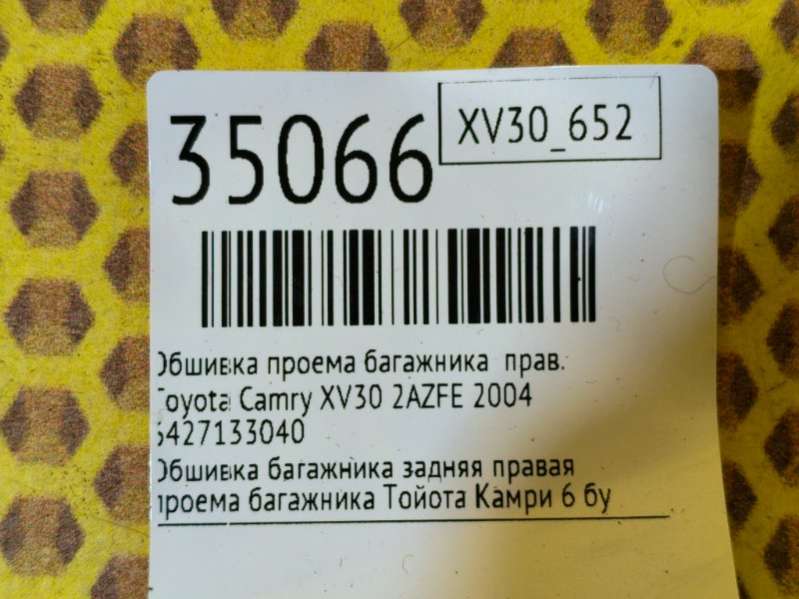 35066
XV30_652
Обшивка проема багажника прав.
Toyota Camry XV30 2AZFE 2004
6427133040
Обшивка багажника задняя правая
проема багажника Тойота Камри 6 бу